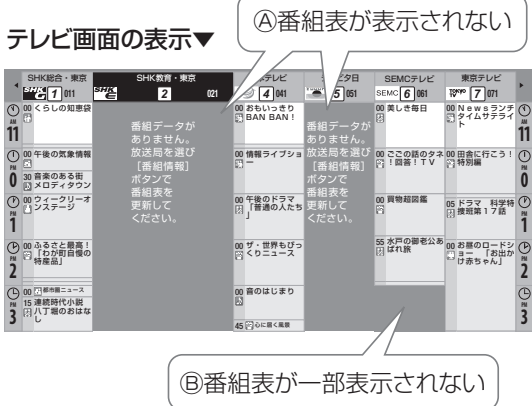 Ⓐ番組表が表示されない
テレビ画面の表示▼
SHK総合・東京
SHK G 1 011
SHK教育・東京
SHK E 2 021
テレビ
4 041
タ日
5 051
SEMCテレビ
SEMC 6 061
東京テレビ
7 071
AM 11
PM 0
PM 1
PM 2
PM 3
00 くらしの知恵袋
00 午後の気象情報
30 音楽のある街
メロディタウン
00 ウィークリーオ
ンステージ
00 ふるさと最高!
「わが町自慢の
特産品」
00 都市圏ニュース
15 連続時代小説
八丁堀のおはな
し
番組データが
ありません。
放送局を選び
[番組情報]
ボタンで
番組表を
更新して
ください。
00 おもいっきり
BAN BAN!
00 情報ライブショ
ー
00 午後のドラマ
「普通の人たち
」
00 ザ・世界もびっ
くりニュース
00 音のはじまり
45 心に届く風景
番組データが
ありません。
放送局を選び
[番組情報]
ボタンで
番組表を
更新して
ください。
00 美しき毎日
00 ここの話のタネ
!回答!TV
00 買物超図鑑
55 水戸の御老公あ
ばれ旅
00 Newsランチ
タイムサテライ
ト
00 田舎に行こう!
特別編
05 ドラマ 科学特
捜班第17話
00 お昼のロードシ
ョー 「お出か
け赤ちゃん」
AM 11
PM 0
PM 1
PM 2
PM 3
Ⓑ番組表が一部表示されない